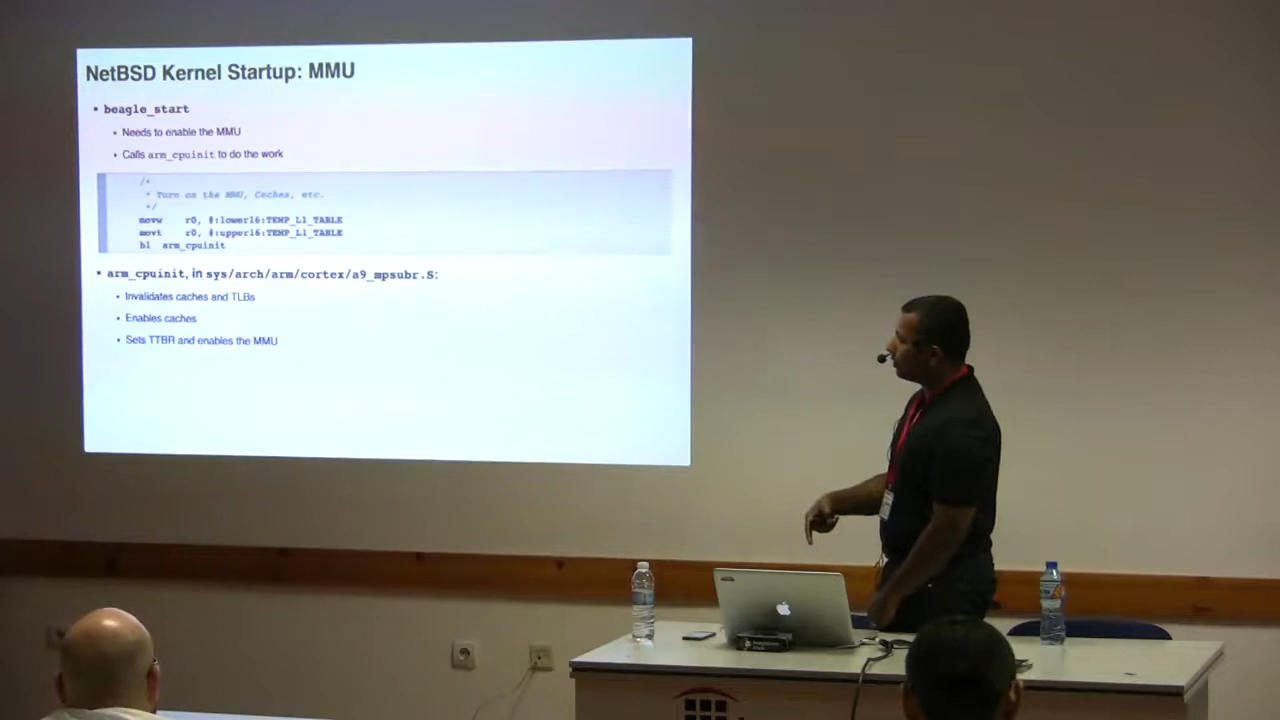 NetBSD Kernel Startup: MMU
beagle_start
Needs to enable the MMU
Calls arm_cpuinit to do the work
/*
* Turn on the MMU, Caches, etc.
*/
movw r0, #:lower16:TEMP_L1_TABLE
movt r0, #:upper16:TEMP_L1_TABLE
bl arm_cpuinit
arm_cpuinit, in sys/arch/arm/cortex/a9_mpsubr.S:
Invalidates caches and TLBs
Enables caches
Sets TTBR and enables the MMU